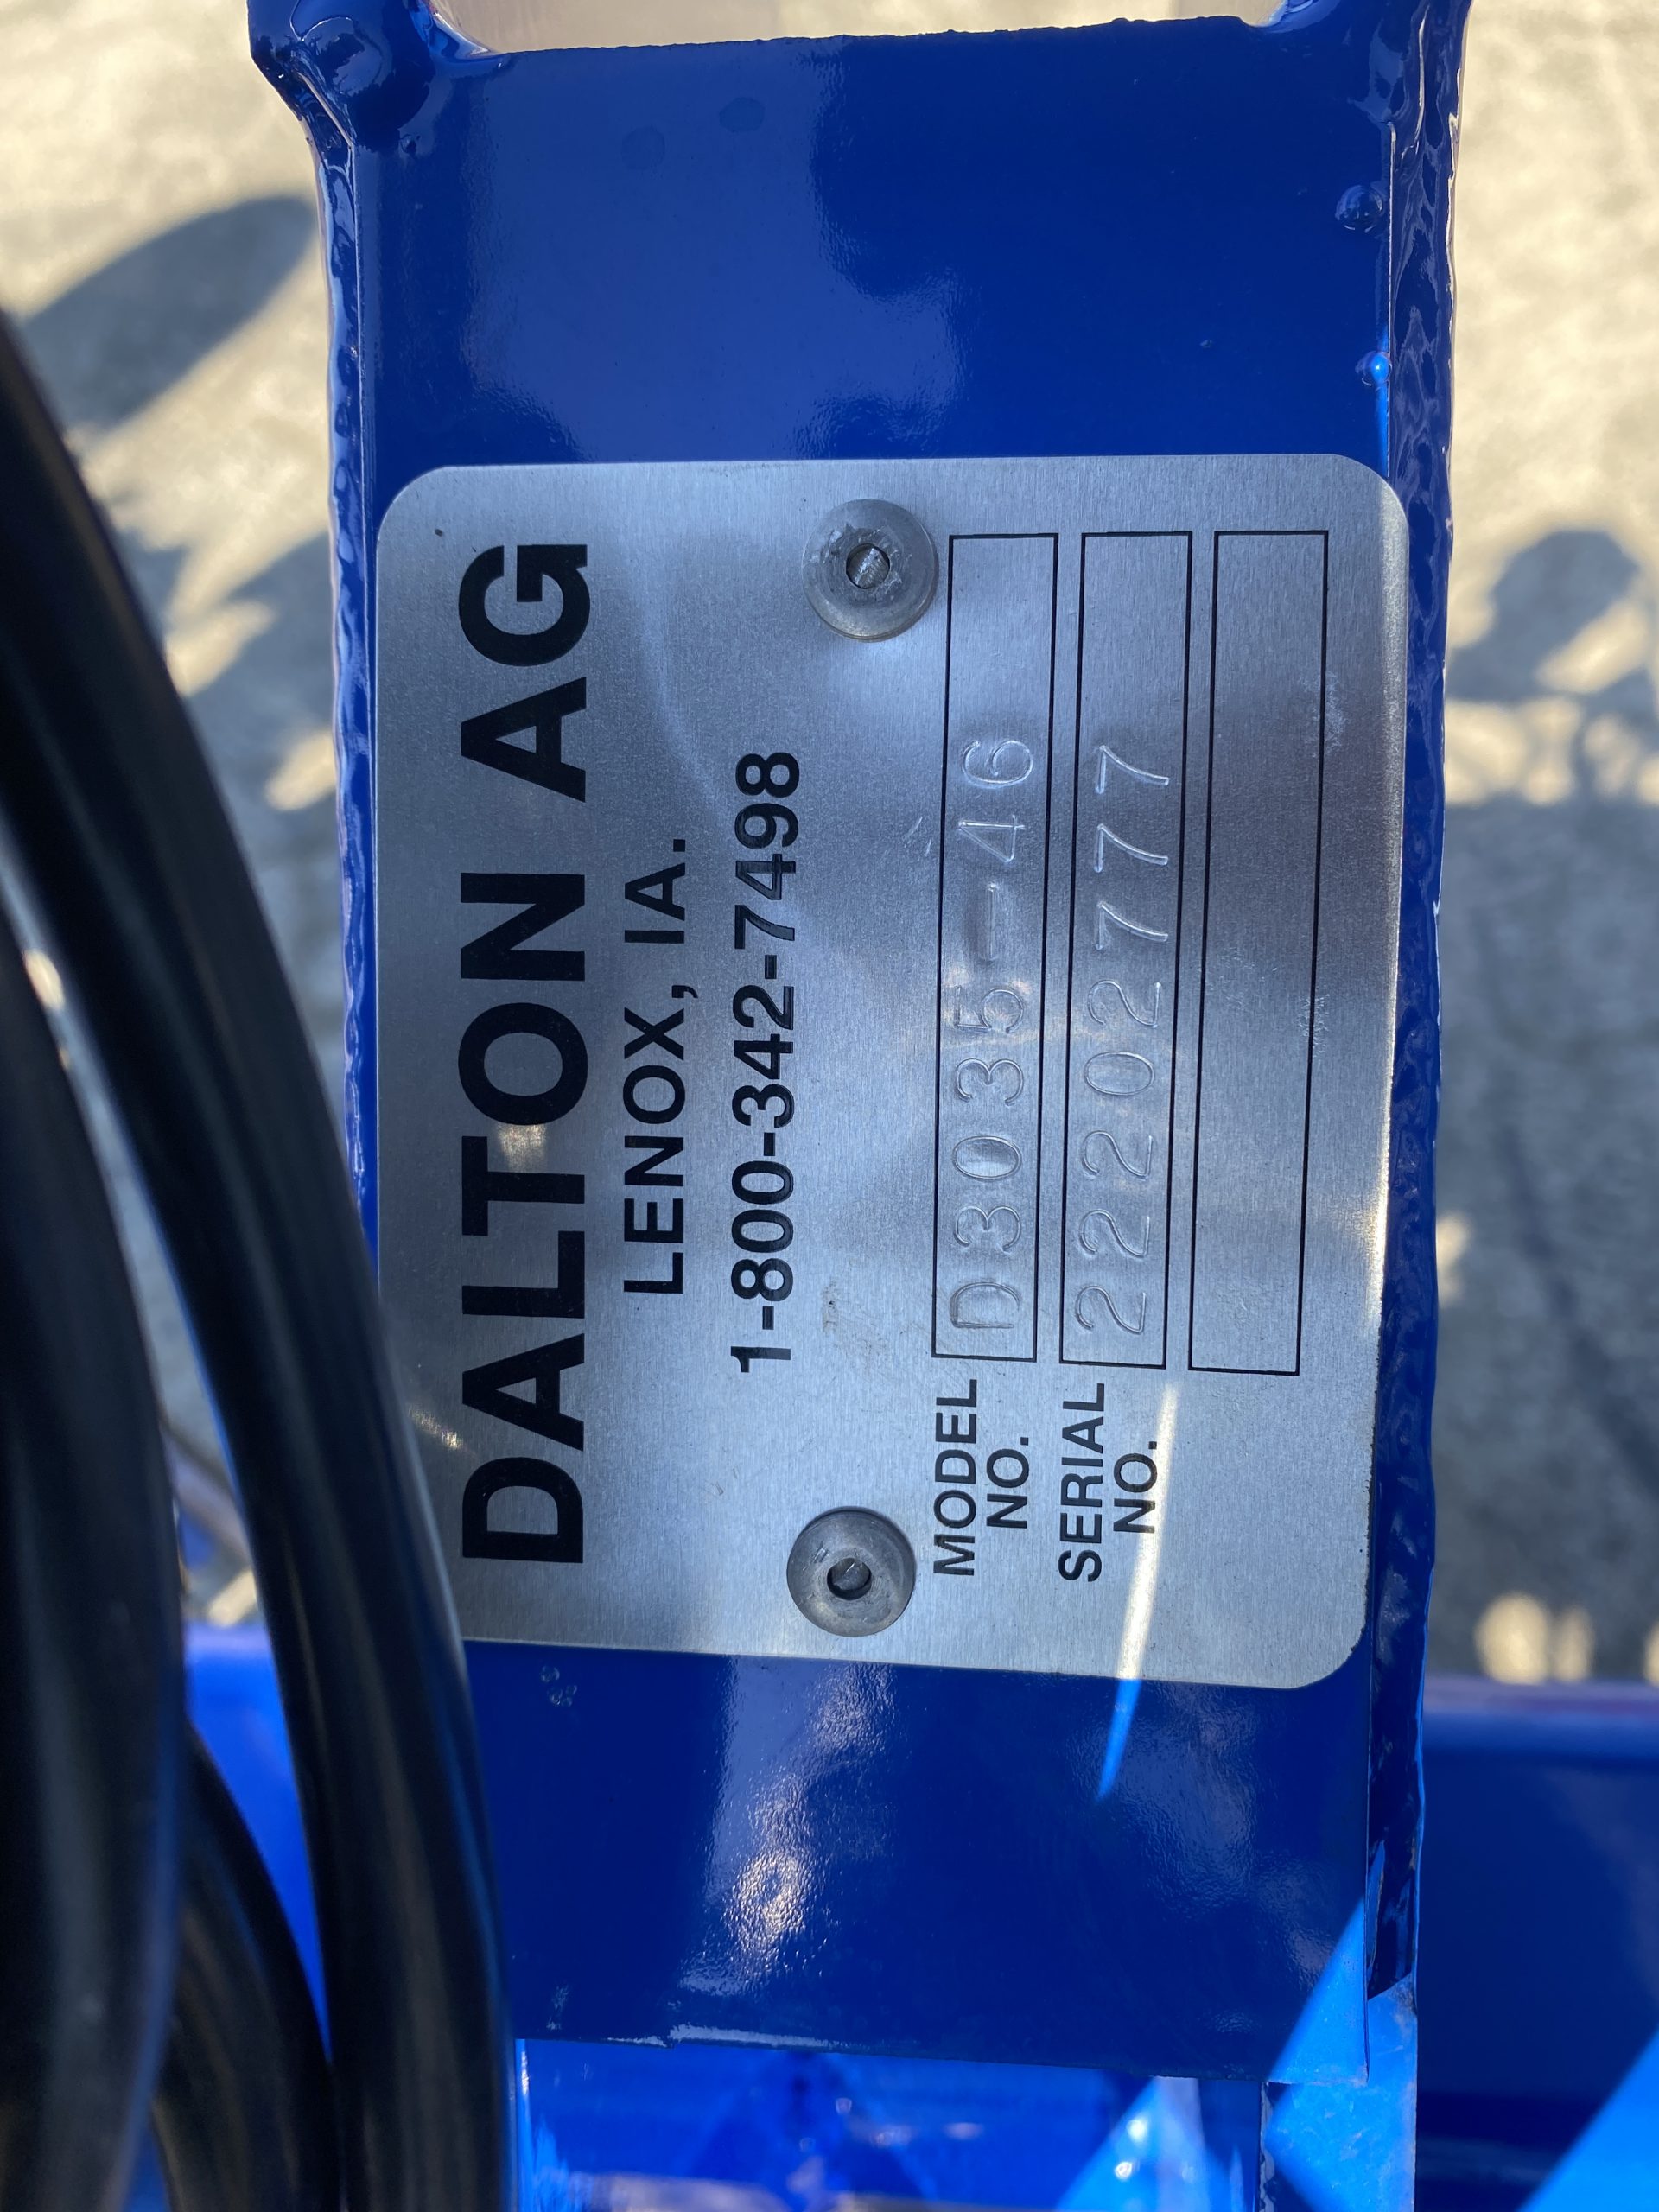 DALTON AG
LENOX, IA.
1-800-342-7498
MODEL NO. D3035-46
SERIAL NO. 22202777